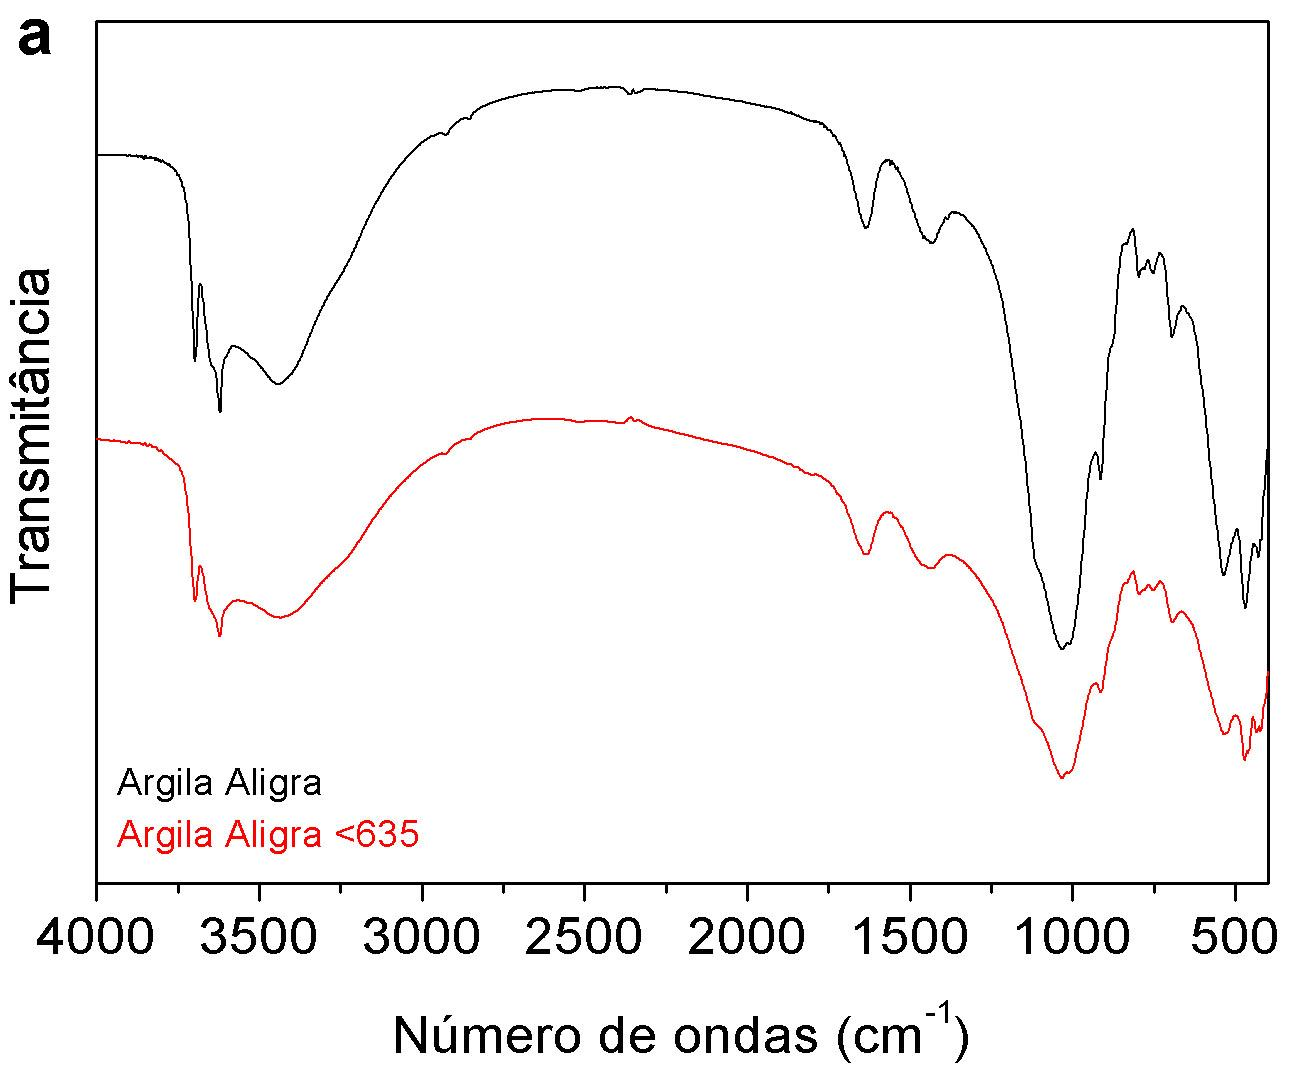 a
Transmitância
Argila Aligra
Argila Aligra <635
4000 3500 3000 2500 2000 1500 1000 500
Número de ondas (cm⁻¹)